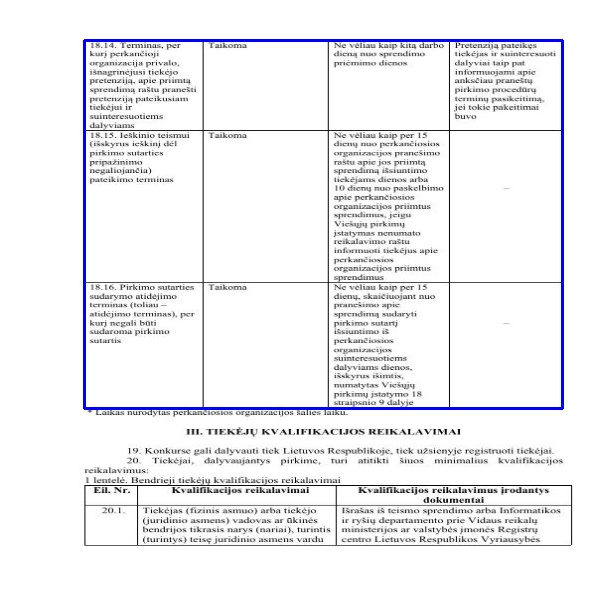 18.14. Terminas, per
kurį perkančioji
organizacija privalo,
išnagrinėjusi tiekėjo
pretenziją, apie priimtą
sprendimą raštu pranešti
pretenziją pateikusiam
tiekėjui ir
suinteresuotiems
dalyviams
Taikoma
Ne vėliau kaip kitą darbo
dieną nuo sprendimo
priėmimo dienos
Pretenziją pateikęs
tiekėjas ir suinteresuoti
dalyviai taip pat
informuojami apie
anksčiau praneštų
pirkimo procedūrų
terminų pasikeitimą,
jei tokie pakeitimai
buvo
18.15. Ieškinio teismui
(išskyrus ieškinį dėl
pirkimo sutarties
pripažinimo
negaliojančia)
pateikimo terminas
Taikoma
Ne vėliau kaip per 15
dienų nuo perkančiosios
organizacijos pranešimo
raštu apie jos priimtą
sprendimą išsiuntimo
tiekėjams dienos arba
10 dienų nuo paskelbimo
apie perkančiosios
organizacijos priimtus
sprendimus, jeigu
Viešųjų pirkimų
įstatymas nenumato
reikalavimo raštu
informuoti tiekėjus apie
perkančiosios
organizacijos priimtus
sprendimus
–
18.16. Pirkimo sutarties
sudarymo atidėjimo
terminas (toliau –
atidėjimo terminas), per
kurį negali būti
sudaroma pirkimo
sutartis
Taikoma
Ne vėliau kaip per 15
dienų, skaičiuojant nuo
pranešimo apie
sprendimą sudaryti
pirkimo sutartį
išsiuntimo iš
perkančiosios
organizacijos
suinteresuotiems
dalyviams dienos,
išskyrus išimtis,
numatytas Viešųjų
pirkimų įstatymo 18
straipsnio 9 dalyje
–
* Laikas nurodytas perkančiosios organizacijos šalies laiku.
III. TIEKĖJŲ KVALIFIKACIJOS REIKALAVIMAI
19. Konkurse gali dalyvauti tiek Lietuvos Respublikoje, tiek užsienyje registruoti tiekėjai.
20. Tiekėjai, dalyvaujantys pirkime, turi atitikti šiuos minimalius kvalifikacijos
reikalavimus:
1 lentelė. Bendrieji tiekėjų kvalifikacijos reikalavimai
Eil. Nr.
Kvalifikacijos reikalavimai
Kvalifikacijos reikalavimus įrodantys
dokumentai
20.1.
Tiekėjas (fizinis asmuo) arba tiekėjo
(juridinio asmens) vadovas ar ūkinės
bendrijos tikrasis narys (nariai), turintis
(turintys) teisę juridinio asmens vardu
Išrašas iš teismo sprendimo arba Informatikos
ir ryšių departamento prie Vidaus reikalų
ministerijos ar valstybės įmonės Registrų
centro Lietuvos Respublikos Vyriausybės